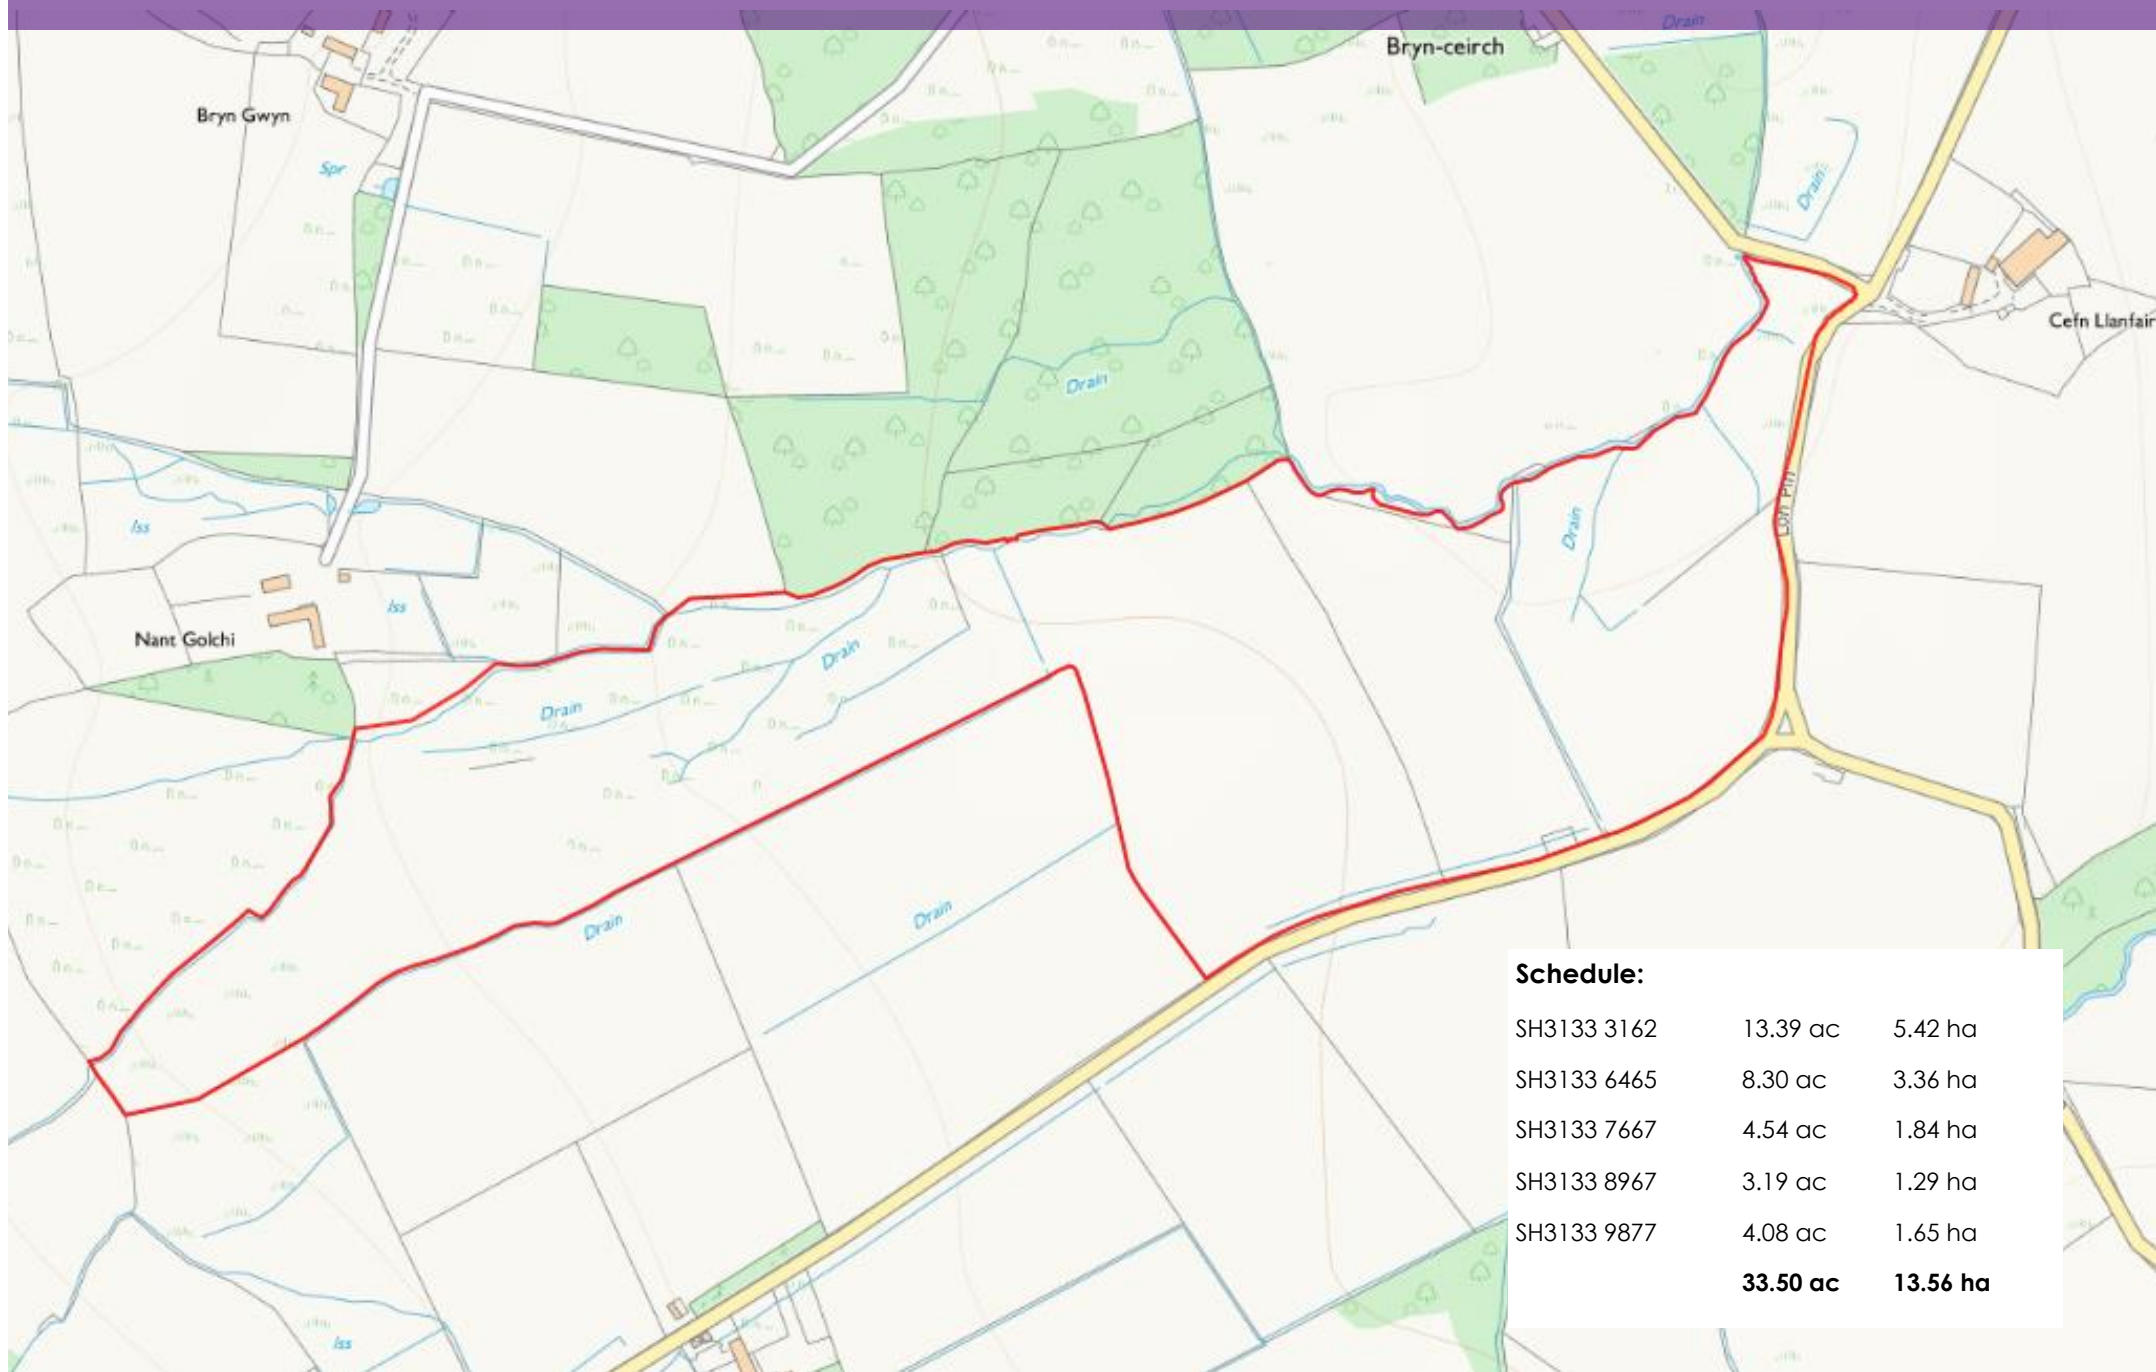 Drain
Bryn-ceirch
Bryn Gwyn
Spr
Drain
Cefn Llanfair
Drain
Iss
Lon Pin
Drain
Iss
Nant Golchi
Drain
Drain
Drain
Drain
Schedule:
SH3133 3162 13.39 ac 5.42 ha
SH3133 6465 8.30 ac 3.36 ha
SH3133 7667 4.54 ac 1.84 ha
SH3133 8967 3.19 ac 1.29 ha
SH3133 9877 4.08 ac 1.65 ha
33.50 ac 13.56 ha
Iss